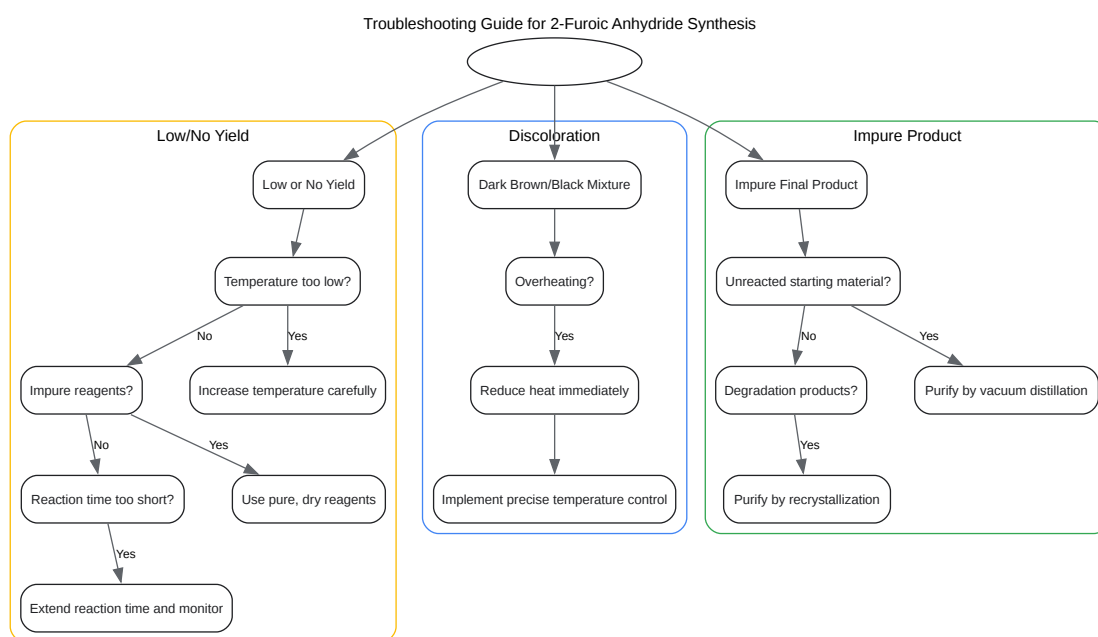 Troubleshooting Guide for 2-Furoic Anhydride Synthesis
Low/No Yield
Low or No Yield
Temperature too low?
No
Yes
Impure reagents?
Increase temperature carefully
No
Yes
Reaction time too short?
Use pure, dry reagents
Yes
Extend reaction time and monitor
Discoloration
Dark Brown/Black Mixture
Overheating?
Yes
Reduce heat immediately
Implement precise temperature control
Impure Product
Impure Final Product
Unreacted starting material?
No
Yes
Degradation products?
Purify by vacuum distillation
Yes
Purify by recrystallization